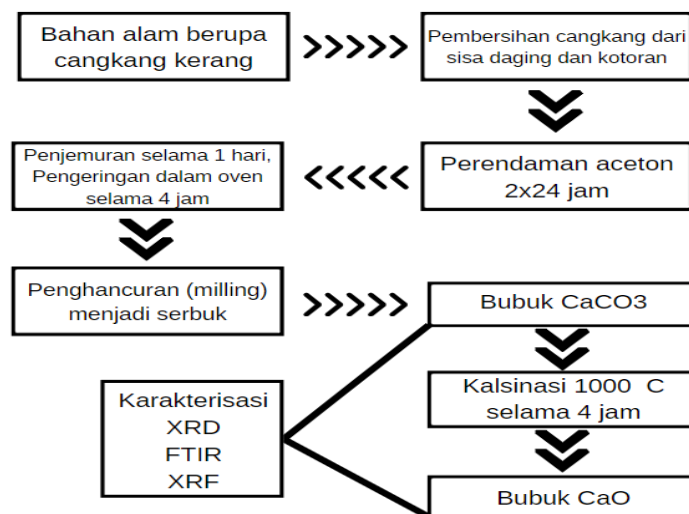 Bahan alam berupa
cangkang kerang
Pembersihan cangkang dari
sisa daging dan kotoran
Perendaman aceton
2x24 jam
Penjemuran selama 1 hari,
Pengeringan dalam oven
selama 4 jam
Penghancuran (milling)
menjadi serbuk
Bubuk CaCO3
Kalsinasi 1000  C
selama 4 jam
Bubuk CaO
Karakterisasi
XRD
FTIR
XRF